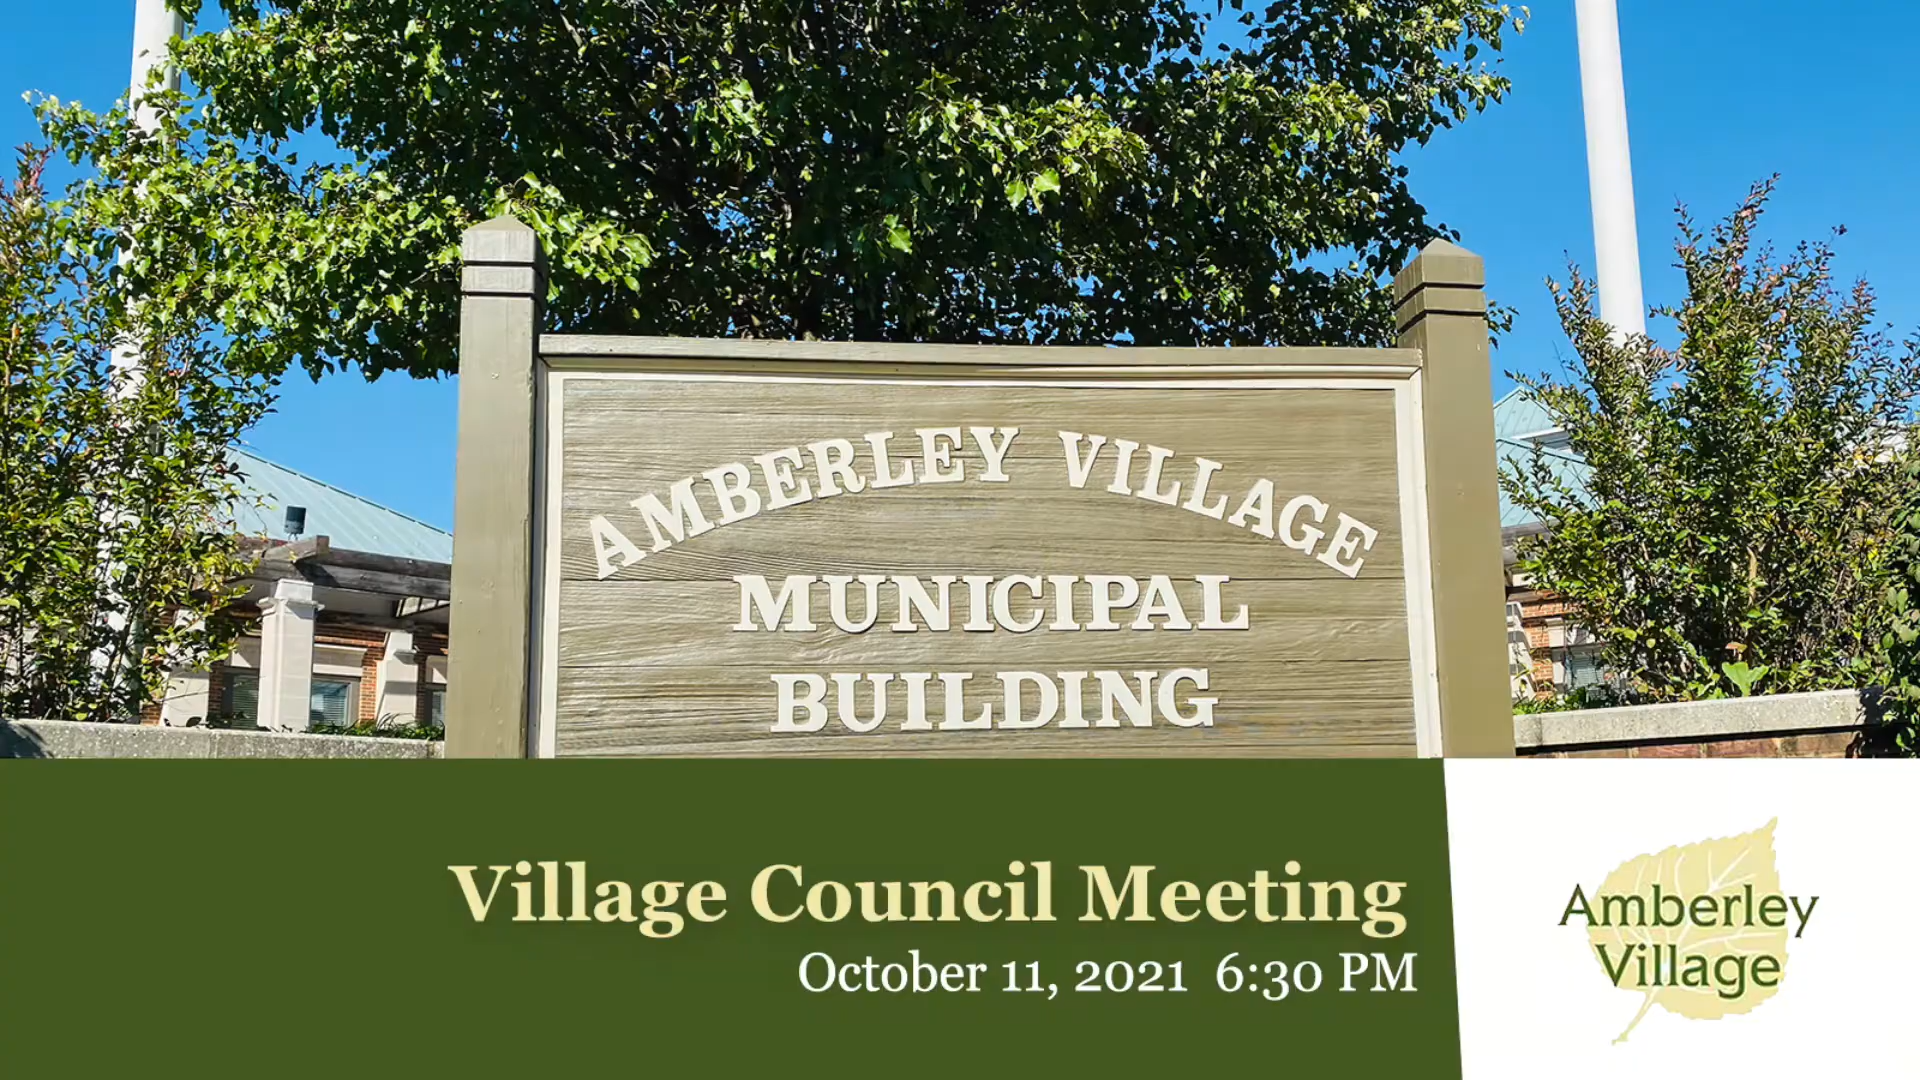 AMBERLEY VILLAGE
MUNICIPAL
BUILDING
Village Council Meeting
October 11, 2021 6:30 PM
Amberley
Village